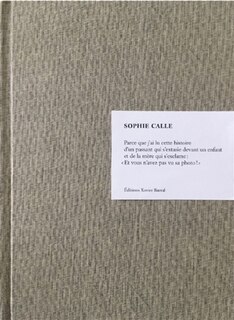 SOPHIE CALLE
Parce que j'ai lu cette histoire
d'un passant qui s'extasie devant un enfant
et de la mère qui s'exclame :
« Et vous n'avez pas vu sa photo ! »
Éditions Xavier Barral